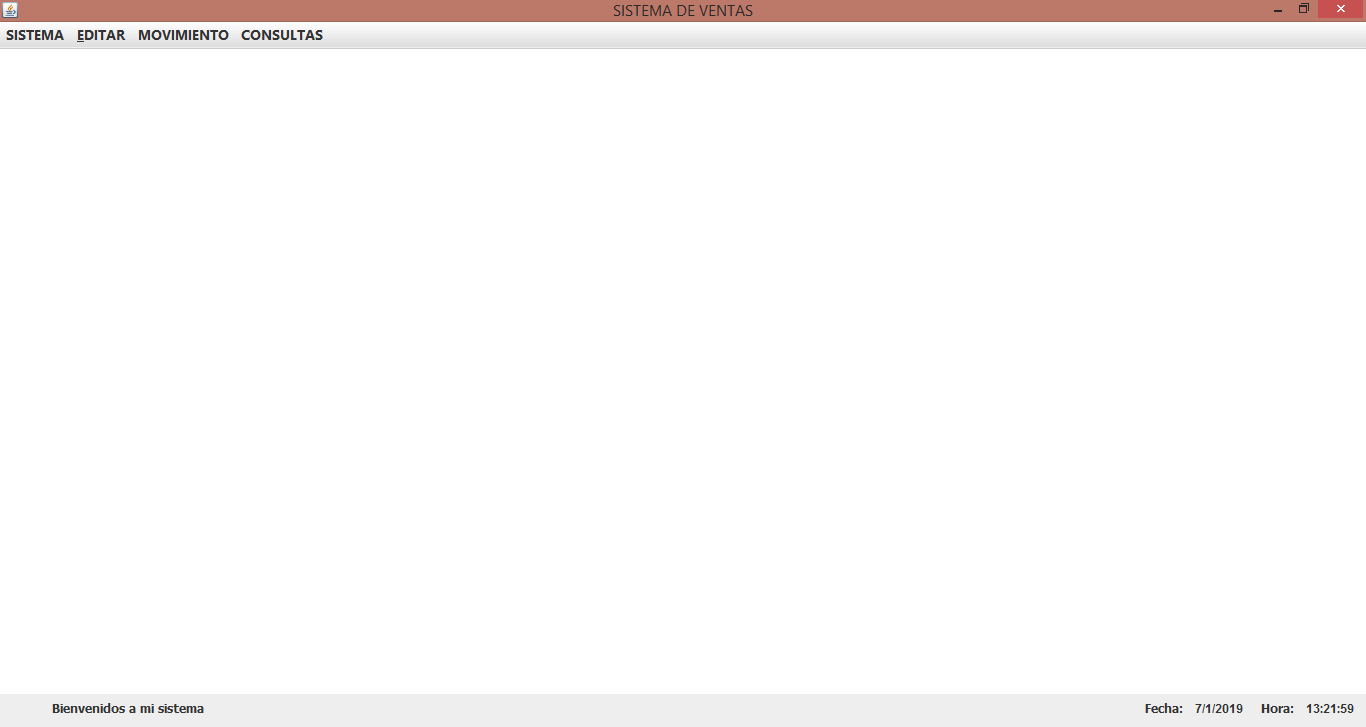 SISTEMA DE VENTAS
SISTEMA EDITAR MOVIMIENTO CONSULTAS
Bienvenidos a mi sistema Fecha: 7/1/2019 Hora: 13:21:59